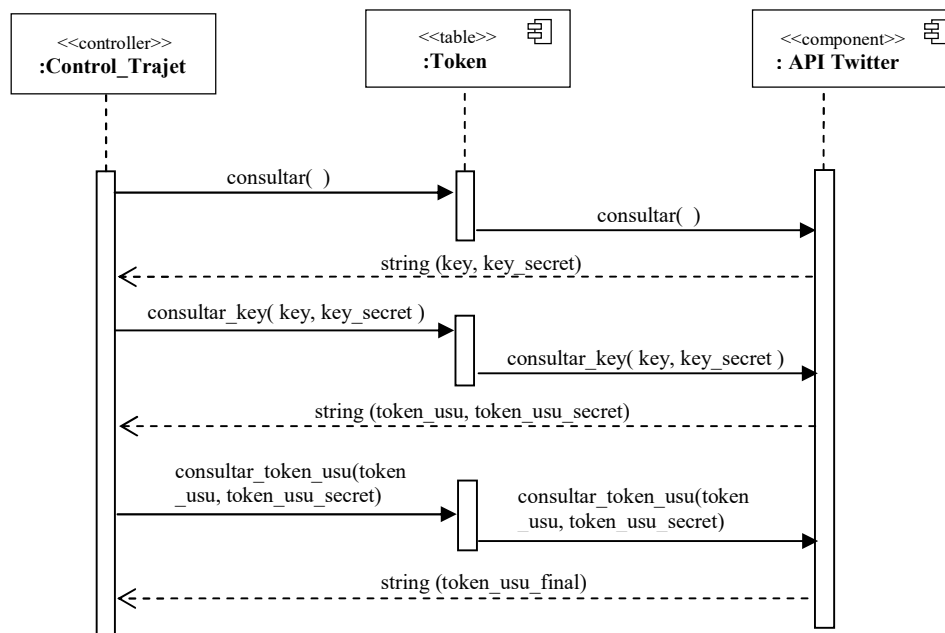 <<controller>>
:Control_Trajet
<<table>>
:Token
<<component>>
: API Twitter
consultar(  )
consultar(  )
string (key, key_secret)
consultar_key( key, key_secret )
consultar_key( key, key_secret )
string (token_usu, token_usu_secret)
consultar_token_usu(token
_usu, token_usu_secret)
consultar_token_usu(token
_usu, token_usu_secret)
string (token_usu_final)